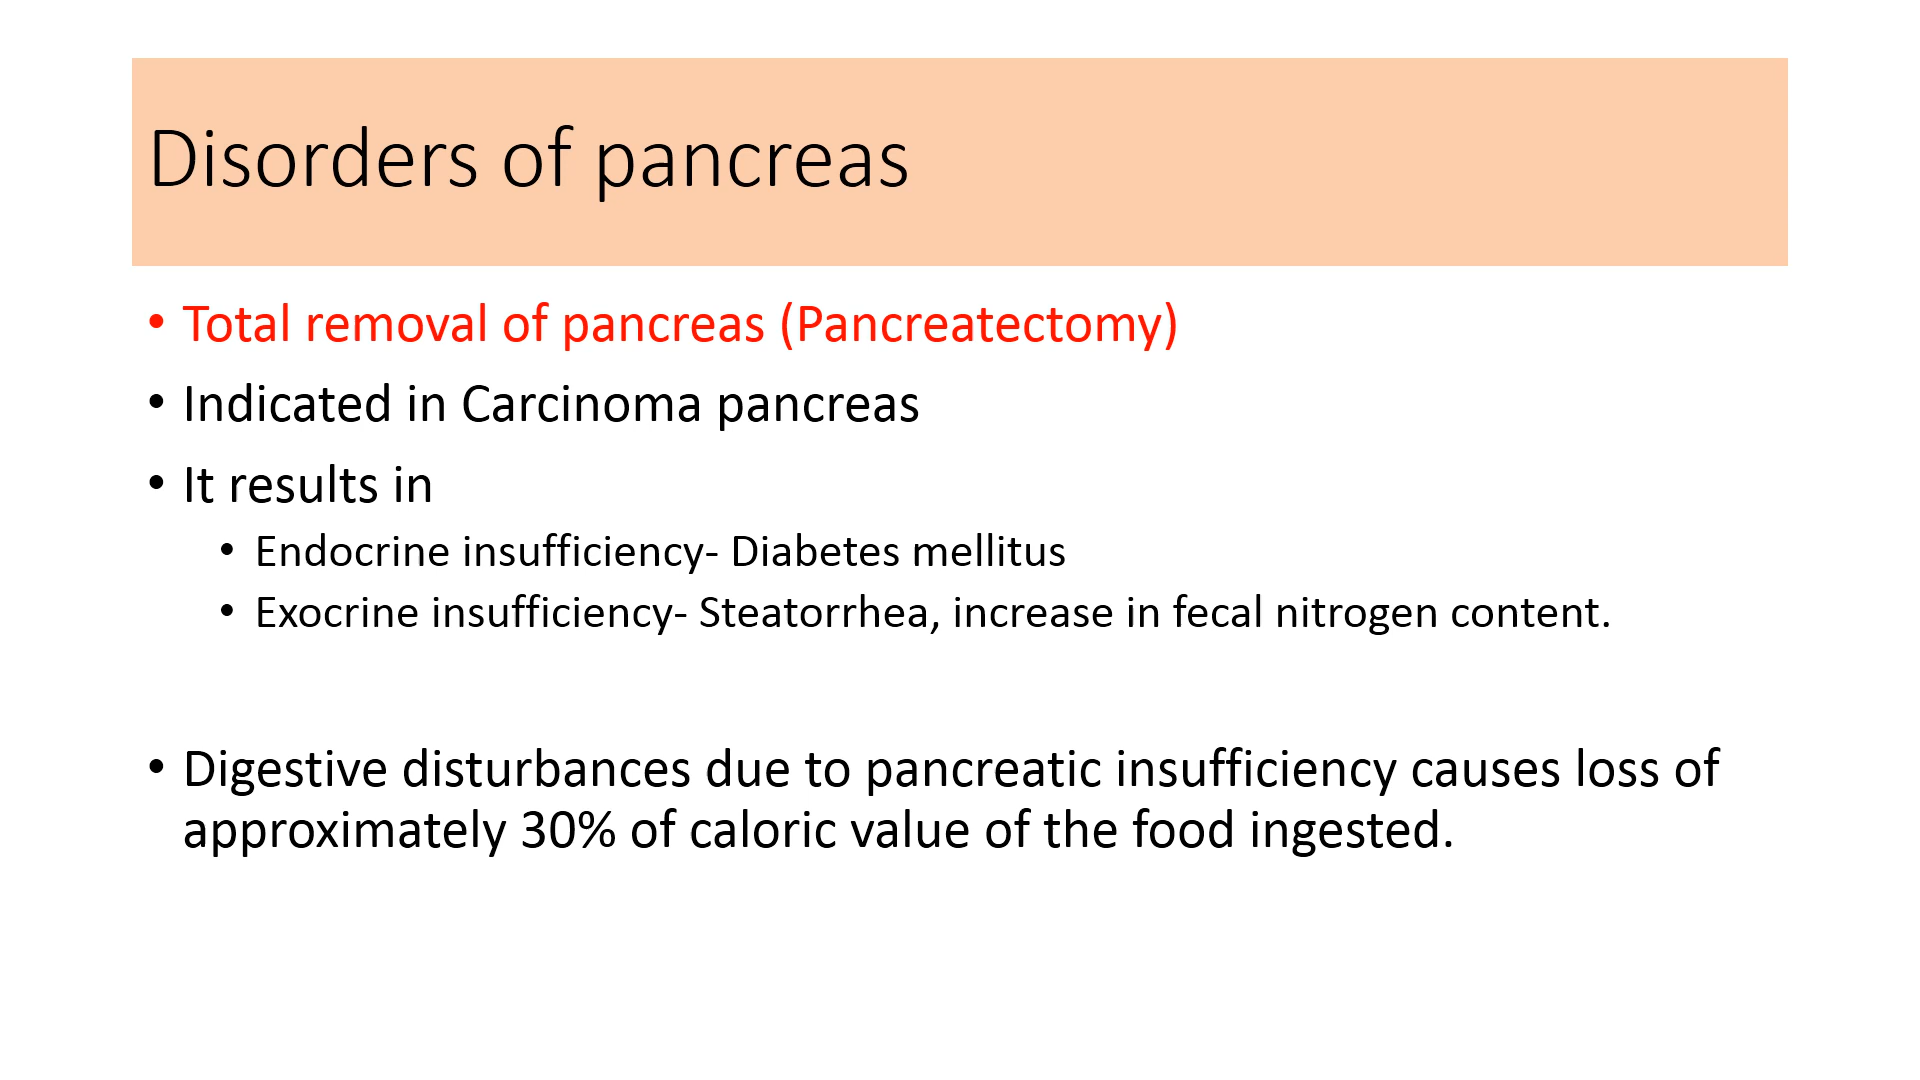 Disorders of pancreas
• Total removal of pancreas (Pancreatectomy)
• Indicated in Carcinoma pancreas
• It results in
• Endocrine insufficiency- Diabetes mellitus
• Exocrine insufficiency- Steatorrhea, increase in fecal nitrogen content.
• Digestive disturbances due to pancreatic insufficiency causes loss of
approximately 30% of caloric value of the food ingested.